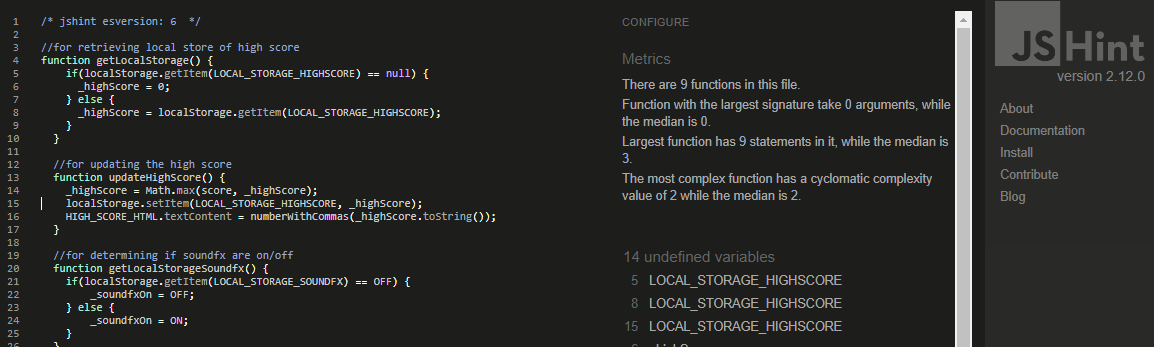 1 /* jshint esversion: 6  */
2
3 //for retrieving local store of high score
4 function getLocalStorage() {
5     if(localStorage.getItem(LOCAL_STORAGE_HIGHSCORE) == null) {
6       _highScore = 0;
7     } else {
8       _highScore = localStorage.getItem(LOCAL_STORAGE_HIGHSCORE);
9     }
10   }
11
12   //for updating the high score
13   function updateHighScore() {
14     _highScore = Math.max(score, _highScore);
15     localStorage.setItem(LOCAL_STORAGE_HIGHSCORE, _highScore);
16     HIGH_SCORE_HTML.textContent = numberWithCommas(_highScore.toString());
17   }
18
19   //for determining if soundfx are on/off
20   function getLocalStorageSoundfx() {
21     if(localStorage.getItem(LOCAL_STORAGE_SOUNDFX) == OFF) {
22         _soundfxOn = OFF;
23     } else {
24         _soundfxOn = ON;
25     }
26   }
CONFIGURE
Metrics
There are 9 functions in this file.
Function with the largest signature take 0 arguments, while
the median is 0.
Largest function has 9 statements in it, while the median is
3.
The most complex function has a cyclomatic complexity
value of 2 while the median is 2.
14 undefined variables
5 LOCAL_STORAGE_HIGHSCORE
8 LOCAL_STORAGE_HIGHSCORE
15 LOCAL_STORAGE_HIGHSCORE
JSHint
version 2.12.0
About
Documentation
Install
Contribute
Blog